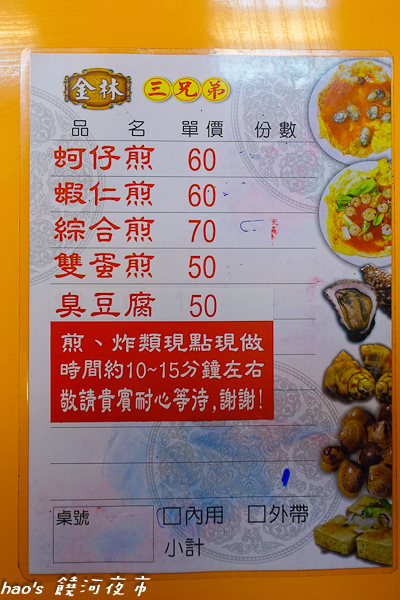 金林 三兄弟
品名 單價 份數
蚵仔煎 60
蝦仁煎 60
綜合煎 70
雙蛋煎 50
臭豆腐 50
煎、炸類現點現做
時間約10~15分鐘左右
敬請貴賓耐心等待,謝謝!
桌號 □內用 □外帶
小計
hao's 饒河夜市